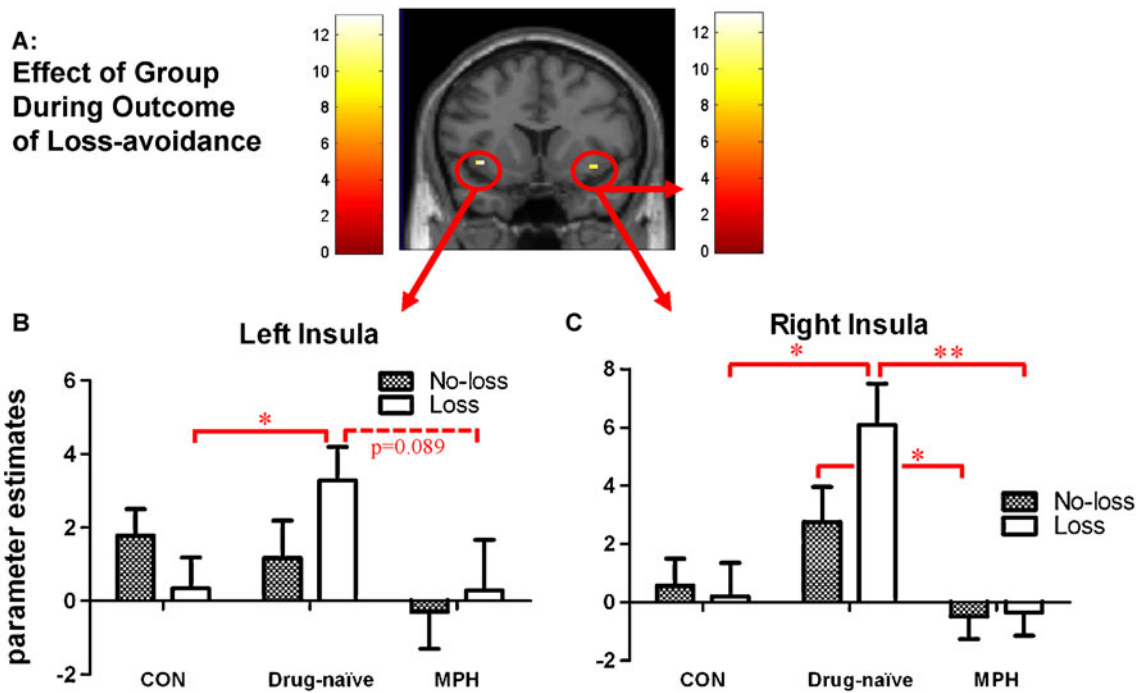 A:
Effect of Group
During Outcome
of Loss-avoidance
12
10
8
6
4
2
0
12
10
8
6
4
2
0
B
Left Insula
No-loss
Loss
*
p=0.089
parameter estimates
6
4
2
0
-2
CON Drug-naïve MPH
C
Right Insula
* **
*
No-loss
Loss
8
6
4
2
0
-2
CON Drug-naïve MPH